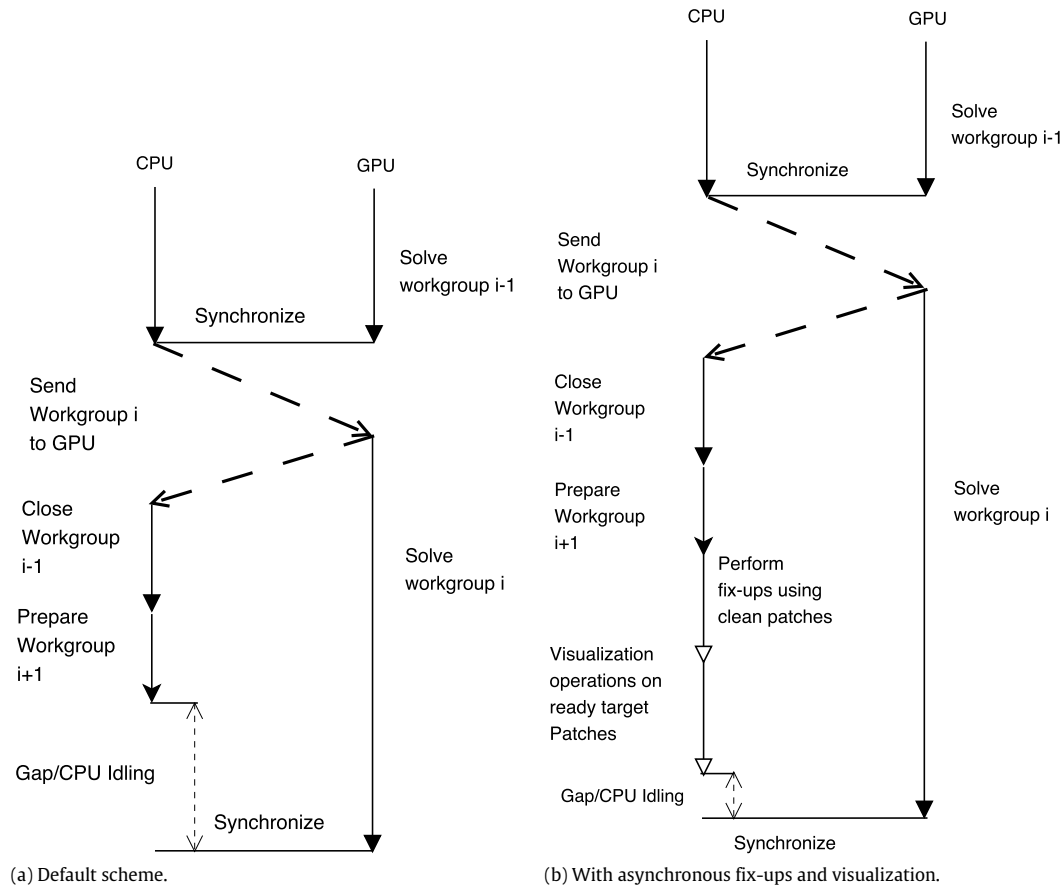 CPU
GPU
Solve
workgroup i-1
Synchronize
Send
Workgroup i
to GPU
Close
Workgroup
i-1
Solve
workgroup i
Prepare
Workgroup
i+1
Gap/CPU Idling
Synchronize
(a) Default scheme.
CPU
GPU
Solve
workgroup i-1
Synchronize
Send
Workgroup i
to GPU
Close
Workgroup
i-1
Prepare
Workgroup
i+1
Solve
workgroup i
Perform
fix-ups using
clean patches
Visualization
operations on
ready target
Patches
Gap/CPU Idling
Synchronize
(b) With asynchronous fix-ups and visualization.